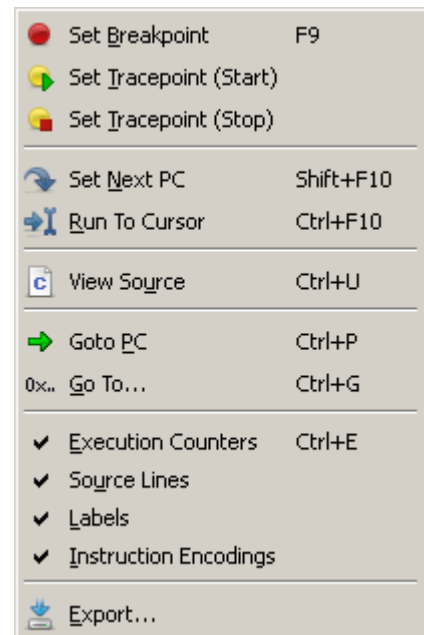 Set Breakpoint F9
Set Tracepoint (Start)
Set Tracepoint (Stop)
Set Next PC Shift+F10
Run To Cursor Ctrl+F10
c View Source Ctrl+U
Goto PC Ctrl+P
0x.. Go To... Ctrl+G
Execution Counters Ctrl+E
Source Lines
Labels
Instruction Encodings
Export...